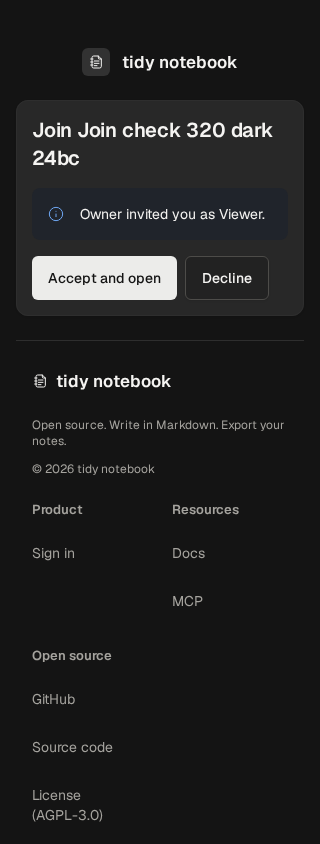 tidy notebook
Join Join check 320 dark
24bc
Owner invited you as Viewer.
Accept and open
Decline
tidy notebook
Open source. Write in Markdown. Export your
notes.
© 2026 tidy notebook
Product
Sign in
Resources
Docs
MCP
Open source
GitHub
Source code
License
(AGPL-3.0)